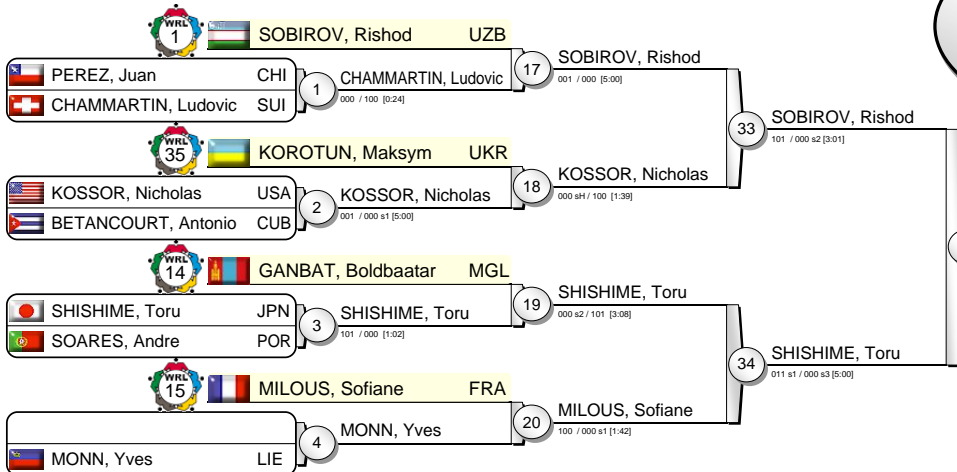 WRL
1
SOBIROV, Rishod UZB
PEREZ, Juan CHI
CHAMMARTIN, Ludovic SUI
1
CHAMMARTIN, Ludovic
000 / 100 [0:24]
17
SOBIROV, Rishod
001 / 000 [5:00]
WRL
35
KOROTUN, Maksym UKR
KOSSOR, Nicholas USA
BETANCOURT, Antonio CUB
2
KOSSOR, Nicholas
001 / 000 s1 [5:00]
18
KOSSOR, Nicholas
000 sH / 100 [1:39]
33
SOBIROV, Rishod
101 / 000 s2 [3:01]
WRL
14
GANBAT, Boldbaatar MGL
SHISHIME, Toru JPN
SOARES, Andre POR
3
SHISHIME, Toru
101 / 000 [1:02]
19
SHISHIME, Toru
000 s2 / 101 [3:08]
WRL
15
MILOUS, Sofiane FRA
MONN, Yves LIE
4
MONN, Yves
20
MILOUS, Sofiane
100 / 000 s1 [1:42]
34
SHISHIME, Toru
011 s1 / 000 s3 [5:00]